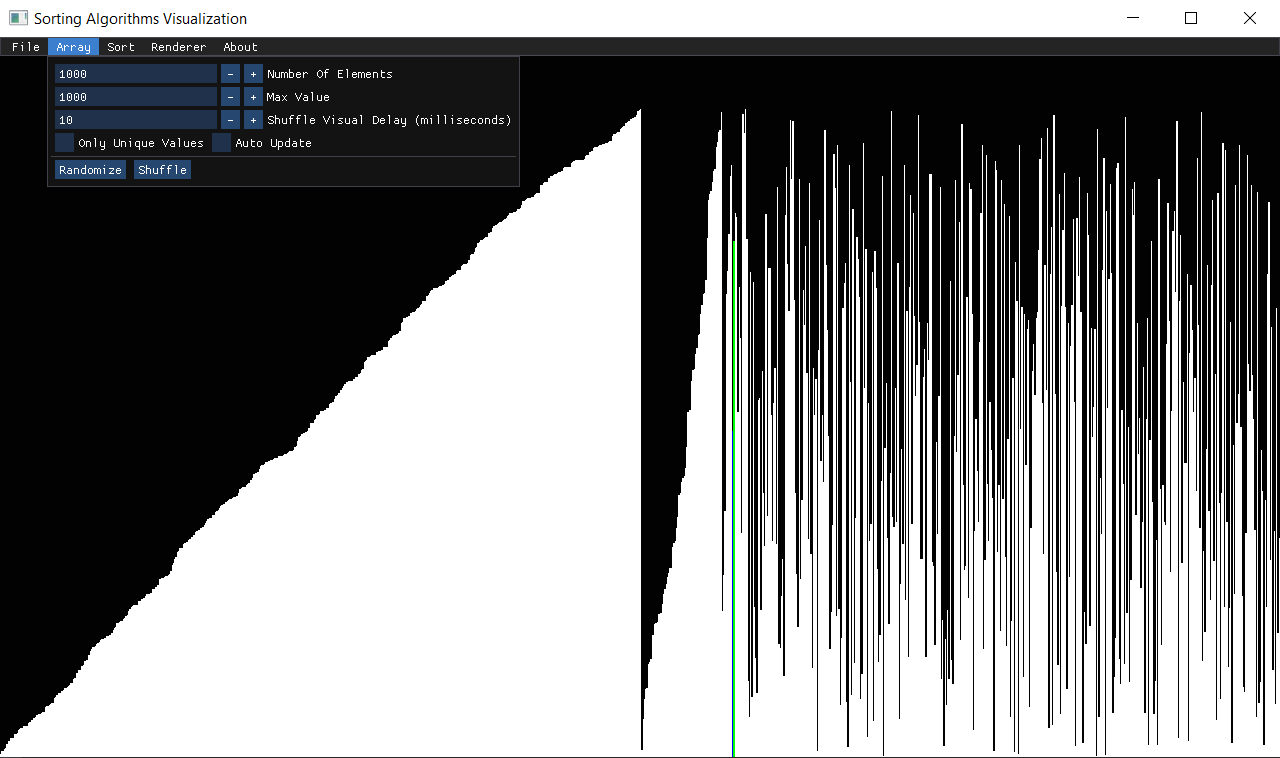 Sorting Algorithms Visualization
File Array Sort Renderer About
1000 - + Number Of Elements
1000 - + Max Value
10 - + Shuffle Visual Delay (milliseconds)
Only Unique Values Auto Update
Randomize Shuffle